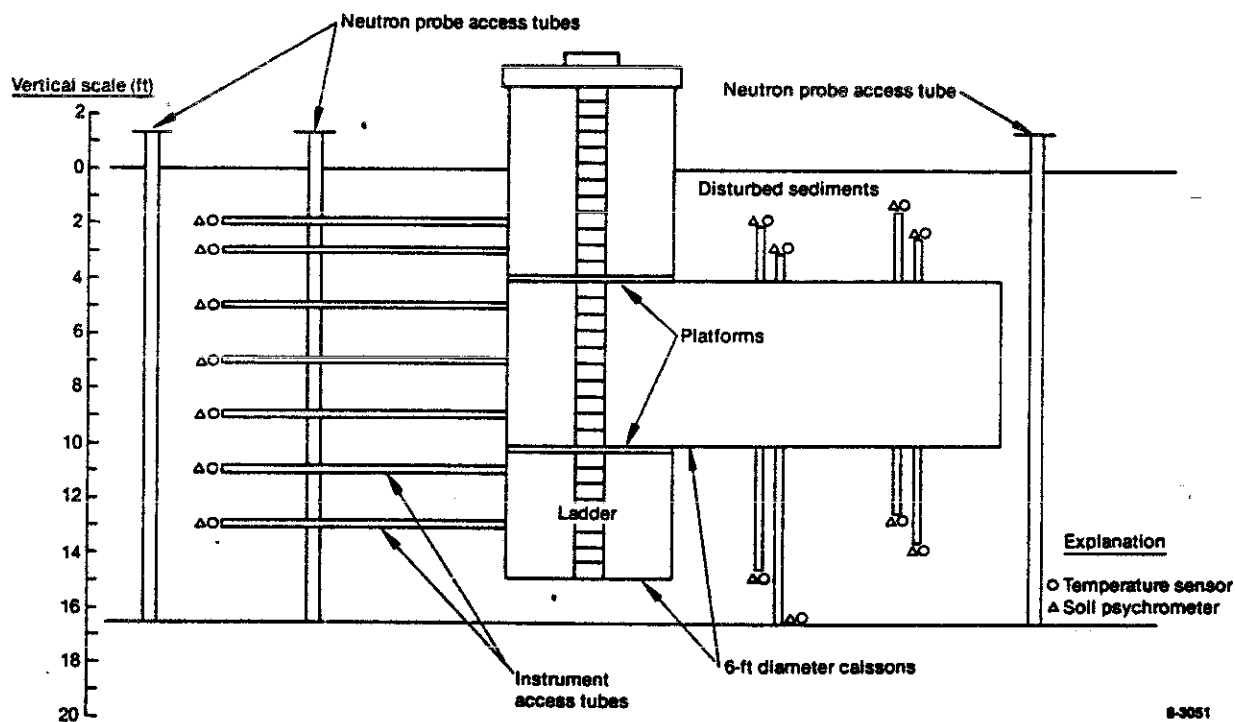 Neutron probe access tubes
Vertical scale (ft)
Neutron probe access tube
2
0
Disturbed sediments
2
4
6
Platforms
8
10
12
Ladder
14
Explanation
Temperature sensor
16
Soil psychrometer
6-ft diameter caissons
18
Instrument
access tubes
20
8-3051